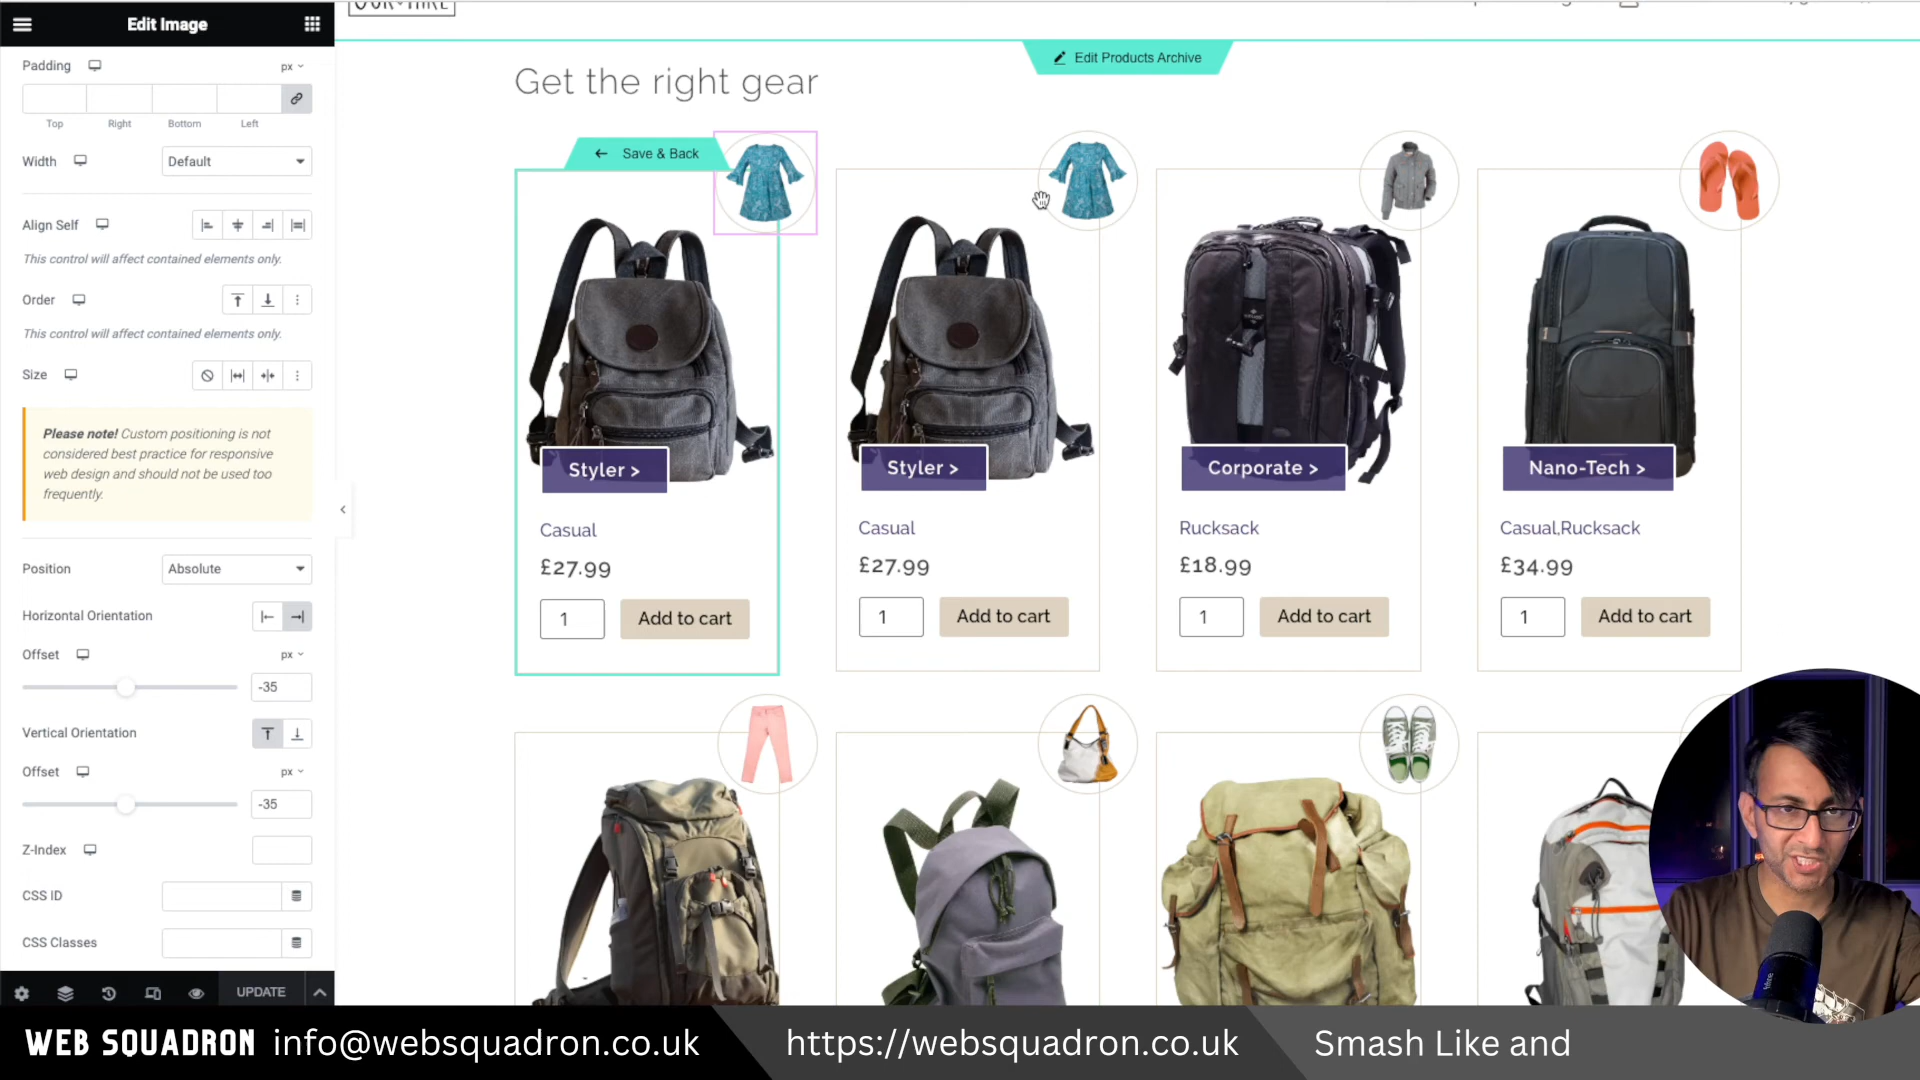 Edit Image
Padding
px
Top
Right
Bottom
Left
Width
Default
Align Self
This control will affect contained elements only.
Order
This control will affect contained elements only.
Size
Please note! Custom positioning is not
considered best practice for responsive
web design and should not be used too
frequently.
Position
Absolute
Horizontal Orientation
Offset
px
-35
Vertical Orientation
Offset
px
-35
Z-Index
CSS ID
CSS Classes
UPDATE
Edit Products Archive
Get the right gear
Save & Back
Styler >
Styler >
Corporate >
Nano-Tech >
Casual
Casual
Rucksack
Casual,Rucksack
£27.99
£27.99
£18.99
£34.99
1
Add to cart
1
Add to cart
1
Add to cart
1
Add to cart
WEB SQUADRON
info@websquadron.co.uk
https://websquadron.co.uk
Smash Like and